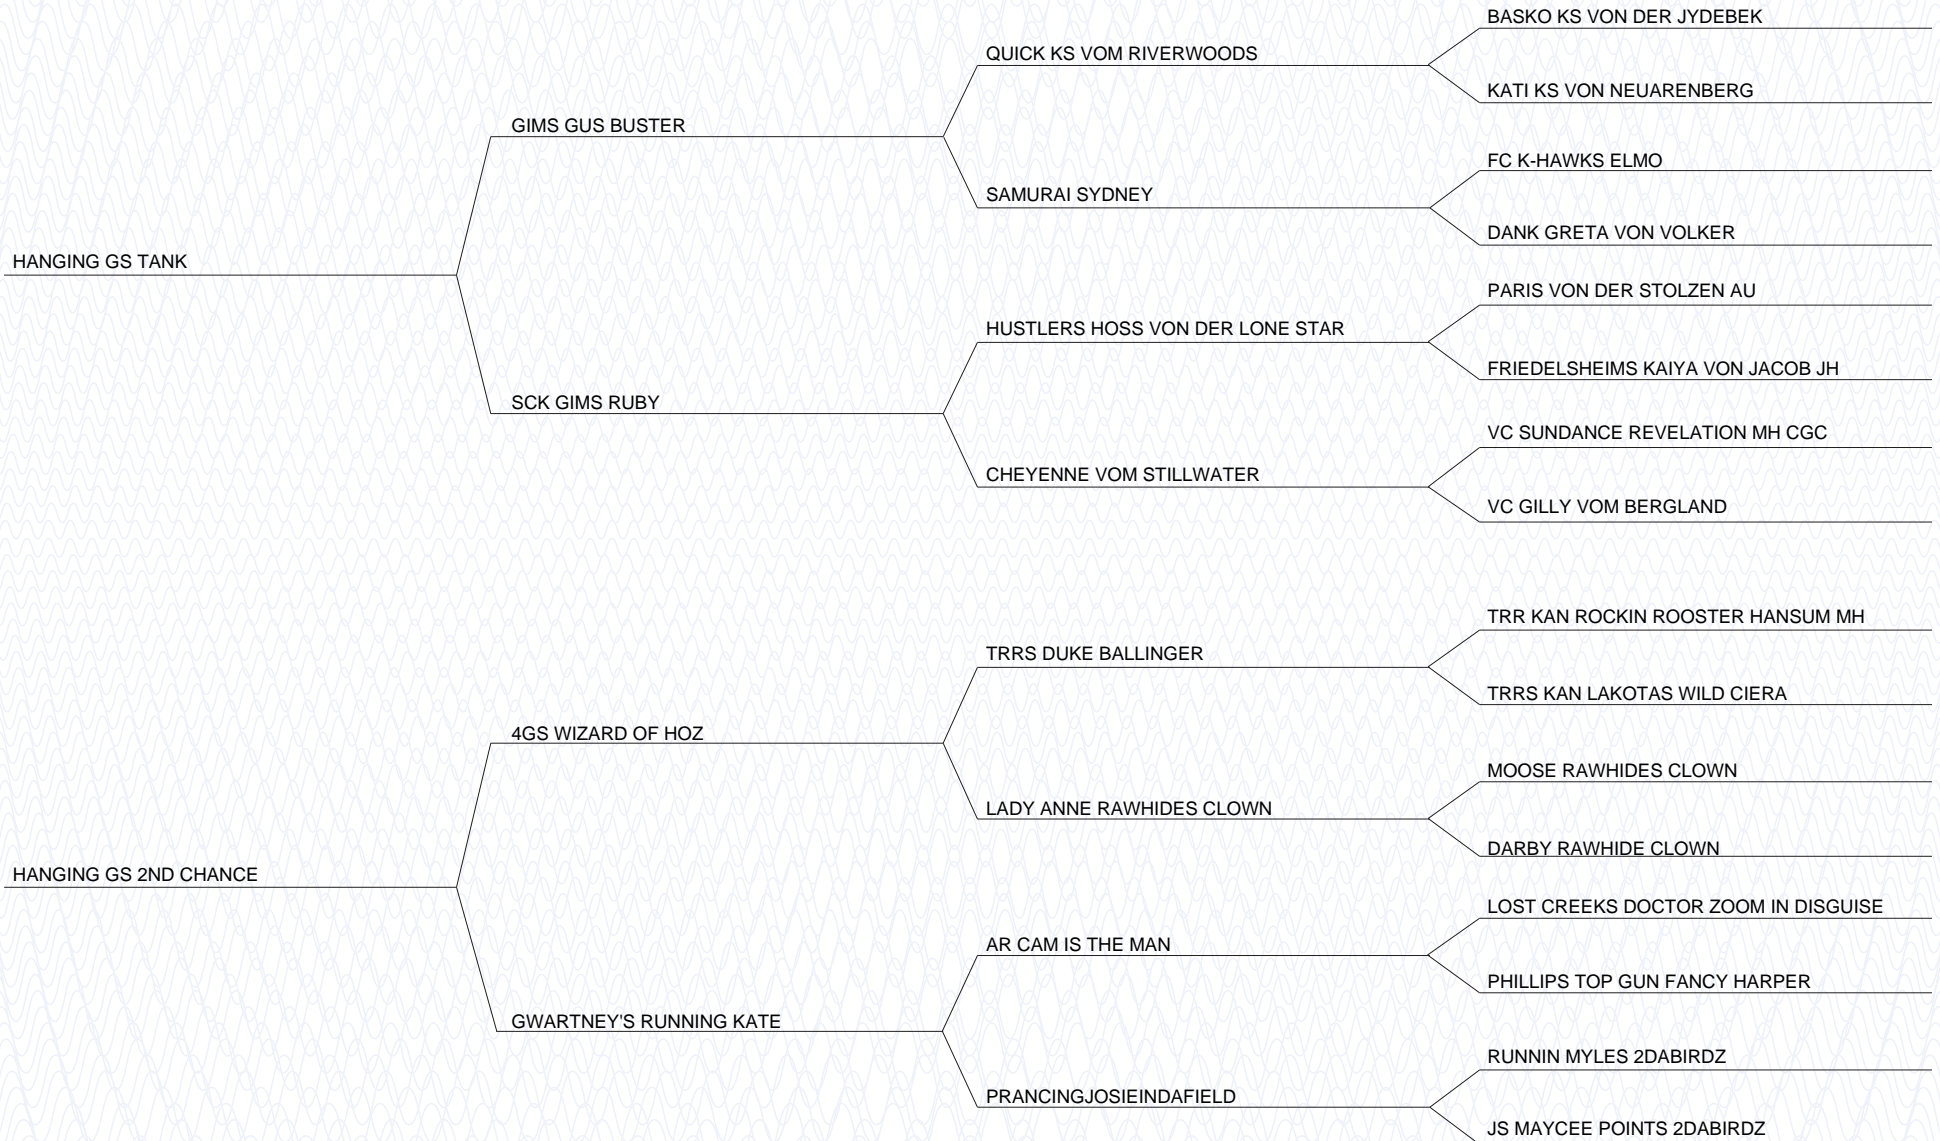 BASKO KS VON DER JYDEBEK
QUICK KS VOM RIVERWOODS
KATI KS VON NEUARENBERG
GIMS GUS BUSTER
FC K-HAWKS ELMO
SAMURAI SYDNEY
DANK GRETA VON VOLKER
HANGING GS TANK
PARIS VON DER STOLZEN AU
HUSTLERS HOSS VON DER LONE STAR
FRIEDELSHEIMS KAIYA VON JACOB JH
SCK GIMS RUBY
VC SUNDANCE REVELATION MH CGC
CHEYENNE VOM STILLWATER
VC GILLY VOM BERGLAND
TRR KAN ROCKIN ROOSTER HANSUM MH
TRRS DUKE BALLINGER
TRRS KAN LAKOTAS WILD CIERA
4GS WIZARD OF HOZ
MOOSE RAWHIDES CLOWN
LADY ANNE RAWHIDES CLOWN
DARBY RAWHIDE CLOWN
HANGING GS 2ND CHANCE
LOST CREEKS DOCTOR ZOOM IN DISGUISE
AR CAM IS THE MAN
PHILLIPS TOP GUN FANCY HARPER
GWARTNEY'S RUNNING KATE
RUNNIN MYLES 2DABIRDZ
PRANCINGJOSIEINDAFIELD
JS MAYCEE POINTS 2DABIRDZ